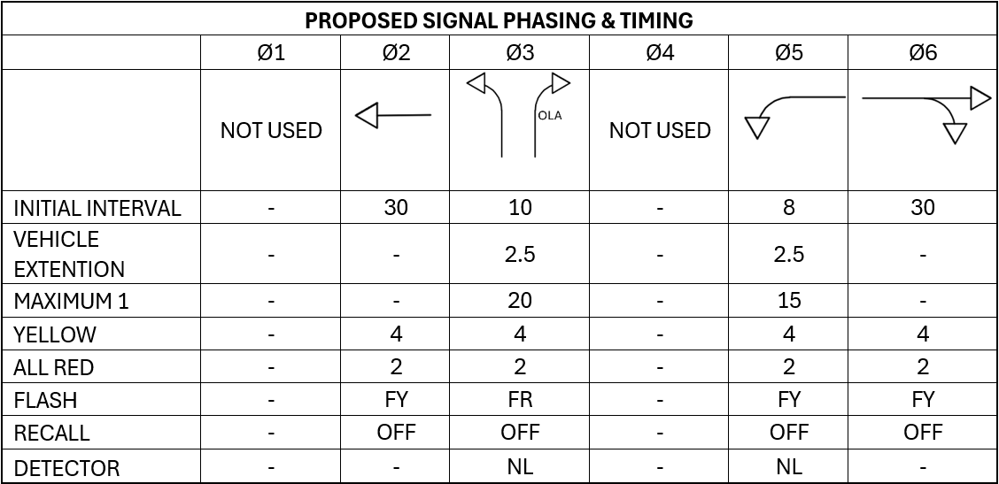 PROPOSED SIGNAL PHASING & TIMING
Ø1 Ø2 Ø3 Ø4 Ø5 Ø6
NOT USED OLA NOT USED
INITIAL INTERVAL - 30 10 - 8 30
VEHICLE
EXTENTION - - 2.5 - 2.5 -
MAXIMUM 1 - - 20 - 15 -
YELLOW - 4 4 - 4 4
ALL RED - 2 2 - 2 2
FLASH - FY FR - FY FY
RECALL - OFF OFF - OFF OFF
DETECTOR - - NL - NL -